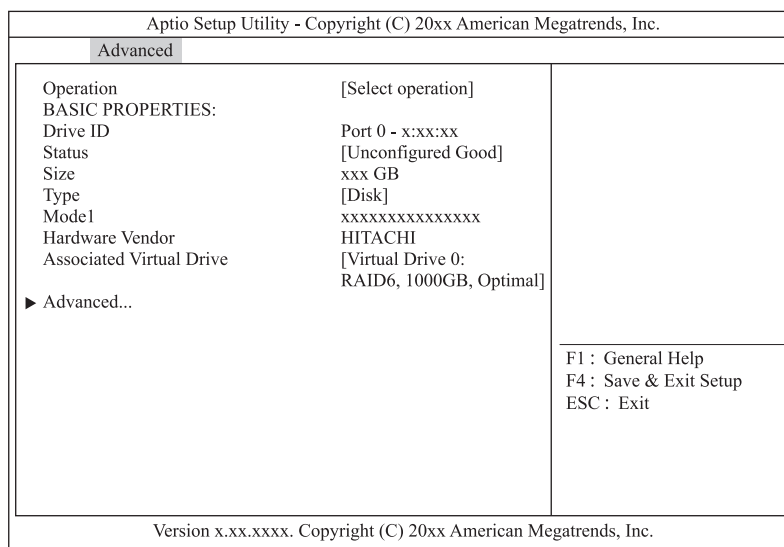 Aptio Setup Utility - Copyright (C) 20xx American Megatrends, Inc.
Advanced
Operation [Select operation]
BASIC PROPERTIES:
Drive ID Port 0 - x:xx:xx
Status [Unconfigured Good]
Size xxx GB
Type [Disk]
Mode1 xxxxxxxxxxxxxxx
Hardware Vendor HITACHI
Associated Virtual Drive [Virtual Drive 0:
RAID6, 1000GB, Optimal]
▶ Advanced...
F1 : General Help
F4 : Save & Exit Setup
ESC : Exit
Version x.xx.xxxx. Copyright (C) 20xx American Megatrends, Inc.